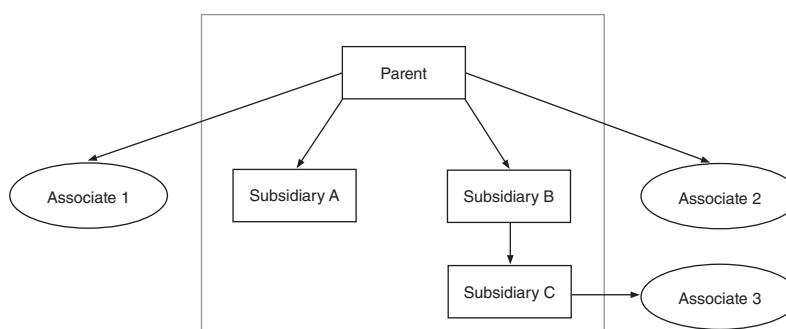 Parent
Associate 1
Subsidiary A
Subsidiary B
Associate 2
Subsidiary C
Associate 3